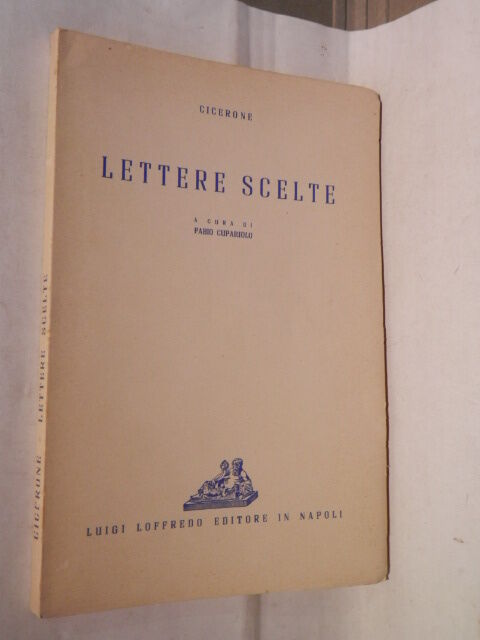 CICERONE
LETTERE SCELTE
A CURA DI
FABIO CUPAIUOLO
LUIGI LOFFREDO EDITORE IN NAPOLI
CICERONE - LETTERE SCELTE